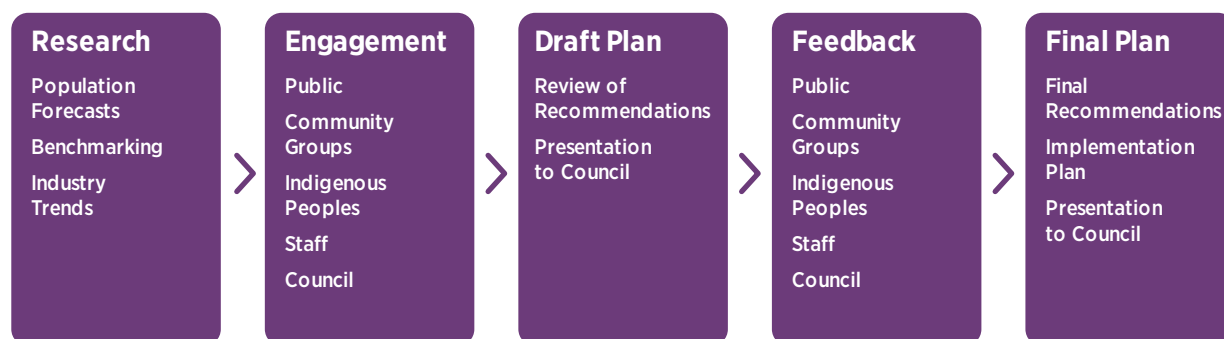 Research
Population
Forecasts
Benchmarking
Industry
Trends
Engagement
Public
Community
Groups
Indigenous
Peoples
Staff
Council
Draft Plan
Review of
Recommendations
Presentation
to Council
Feedback
Public
Community
Groups
Indigenous
Peoples
Staff
Council
Final Plan
Final
Recommendations
Implementation
Plan
Presentation
to Council